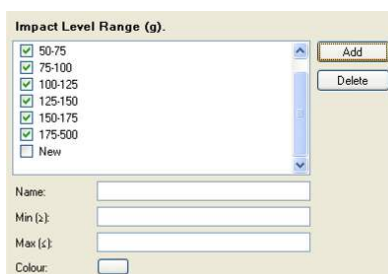 Impact Level Range (g).
50-75
Add
75-100
Delete
100-125
125-150
150-175
175-500
New
Name:
Min (≥):
Max (≤):
Colour: